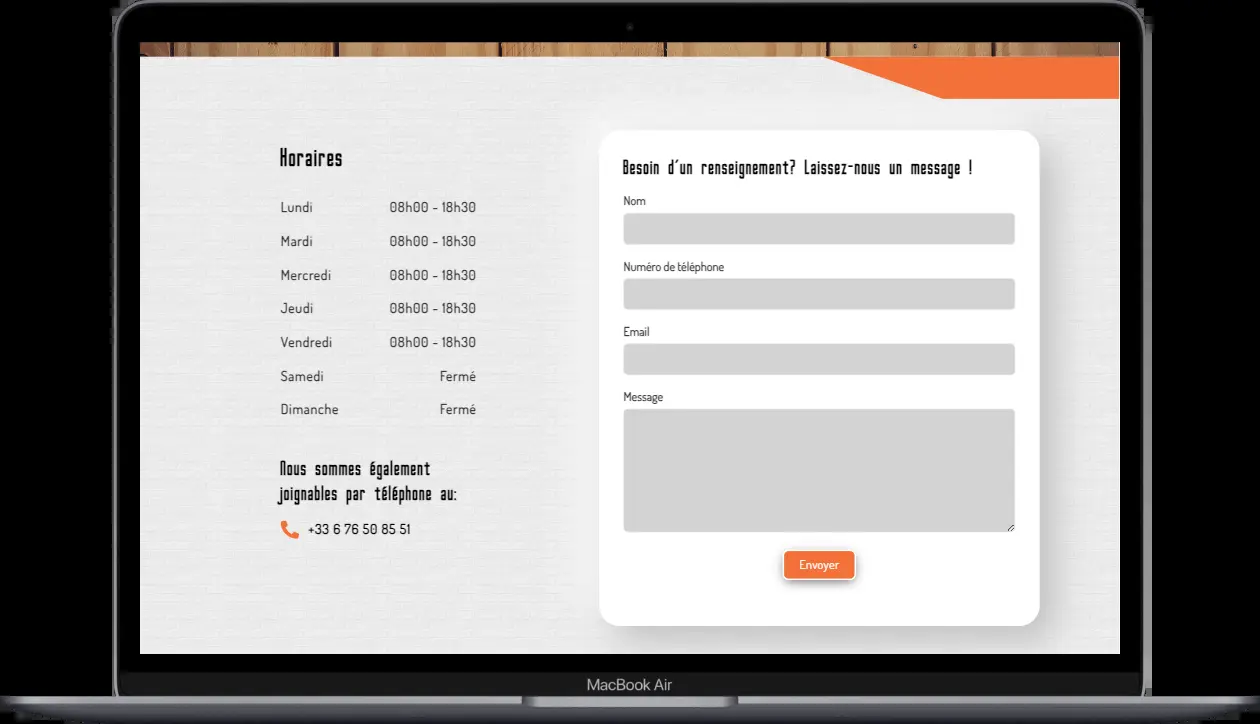 Horaires
Lundi 08h00 - 18h30
Mardi 08h00 - 18h30
Mercredi 08h00 - 18h30
Jeudi 08h00 - 18h30
Vendredi 08h00 - 18h30
Samedi Fermé
Dimanche Fermé
Nous sommes également
joignables par téléphone au:
+33 6 76 50 85 51
Besoin d'un renseignement? Laissez-nous un message !
Nom
Numéro de téléphone
Email
Message
Envoyer
MacBook Air